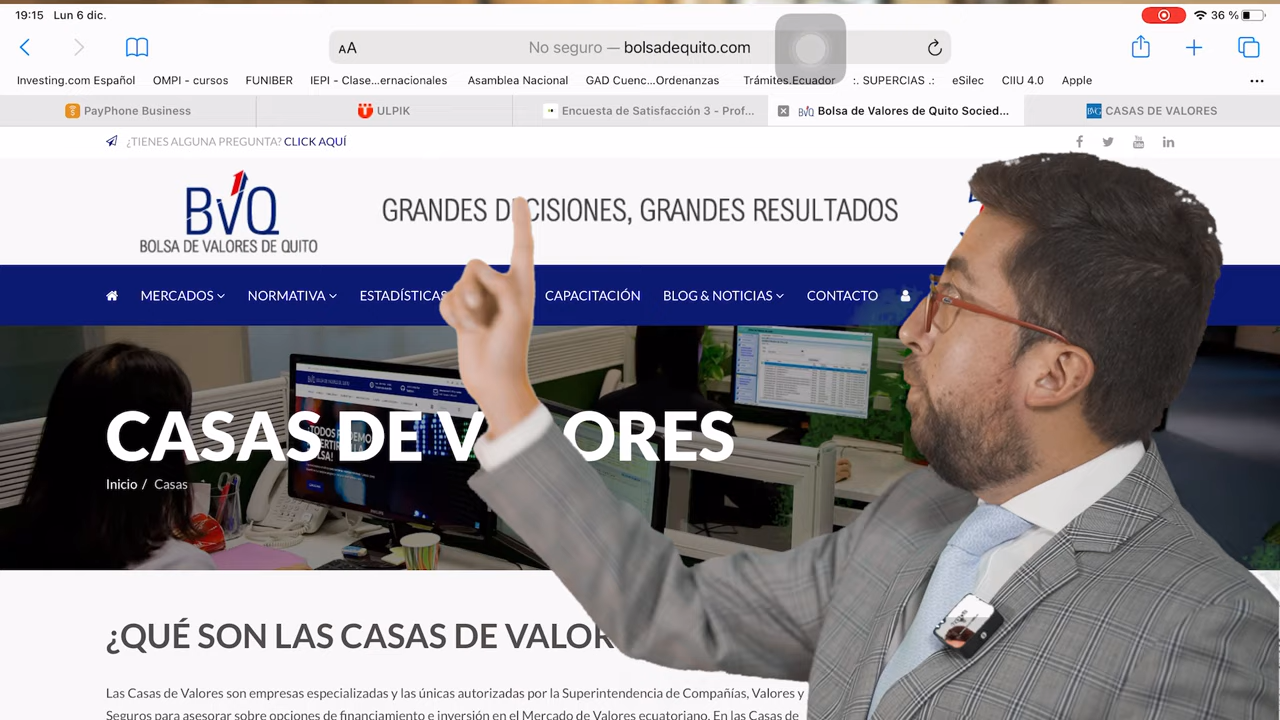 19:15 Lun 6 dic.
36 %
AA
No seguro — bolsadequito.com
Investing.com Español OMPI - cursos FUNIBER IEPI - Clase...ernacionales Asamblea Nacional GAD Cuenc...Ordenanzas Trámites.Ecuador :. SUPERCIAS .: eSilec CIIU 4.0 Apple
PayPhone Business ULPIK Encuesta de Satisfacción 3 - Prof... BVQ Bolsa de Valores de Quito Socied... BVG CASAS DE VALORES
¿TIENES ALGUNA PREGUNTA? CLICK AQUÍ
BVQ
BOLSA DE VALORES DE QUITO
GRANDES DECISIONES, GRANDES RESULTADOS
MERCADOS NORMATIVA ESTADÍSTICAS CAPACITACIÓN BLOG & NOTICIAS CONTACTO
CASAS DE V ORES
Inicio / Casas
¿QUÉ SON LAS CASAS DE VALOR
Las Casas de Valores son empresas especializadas y las únicas autorizadas por la Superintendencia de Compañías, Valores y
Seguros para asesorar sobre opciones de financiamiento e inversión en el Mercado de Valores ecuatoriano. En las Casas de